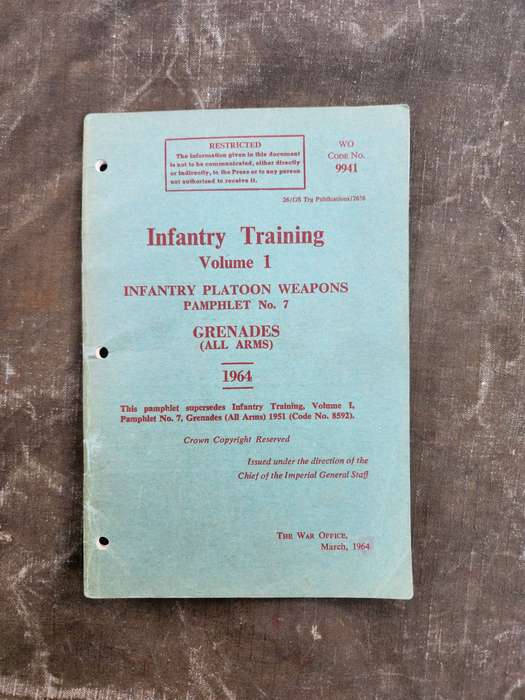 RESTRICTED
The information given in this document
is not to be communicated, either directly
or indirectly, to the Press or to any person
not authorised to receive it.
WO
CODE NO.
9941
26/GS Trg Publications/2658
Infantry Training
Volume 1
INFANTRY PLATOON WEAPONS
PAMPHLET No. 7
GRENADES
(ALL ARMS)
1964
This pamphlet supersedes Infantry Training, Volume I,
Pamphlet No. 7, Grenades (All Arms) 1951 (Code No. 8592).
Crown Copyright Reserved
Issued under the direction of the
Chief of the Imperial General Staff
THE WAR OFFICE,
March, 1964